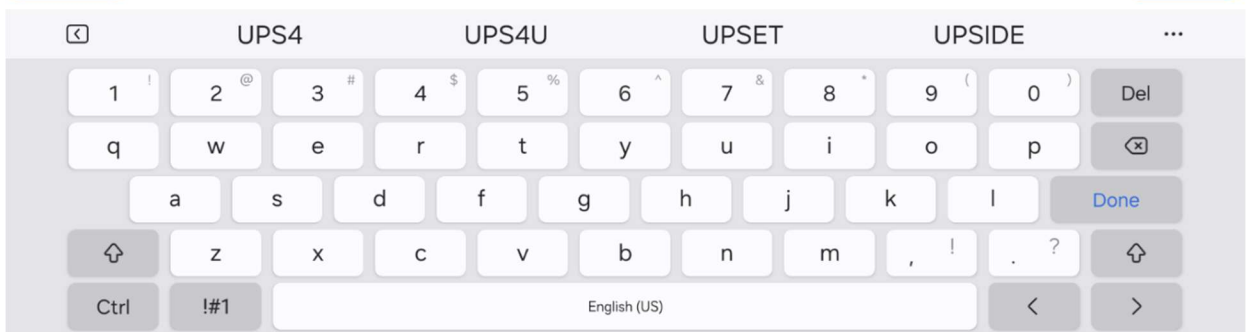 UPS4 UPS4U UPSET UPSIDE ...
1 ! 2 @ 3 # 4 $ 5 % 6 ^ 7 & 8 * 9 ( 0 ) Del
q w e r t y u i o p
a s d f g h j k l Done
z x c v b n m , ! . ?
Ctrl !#1 English (US) < >